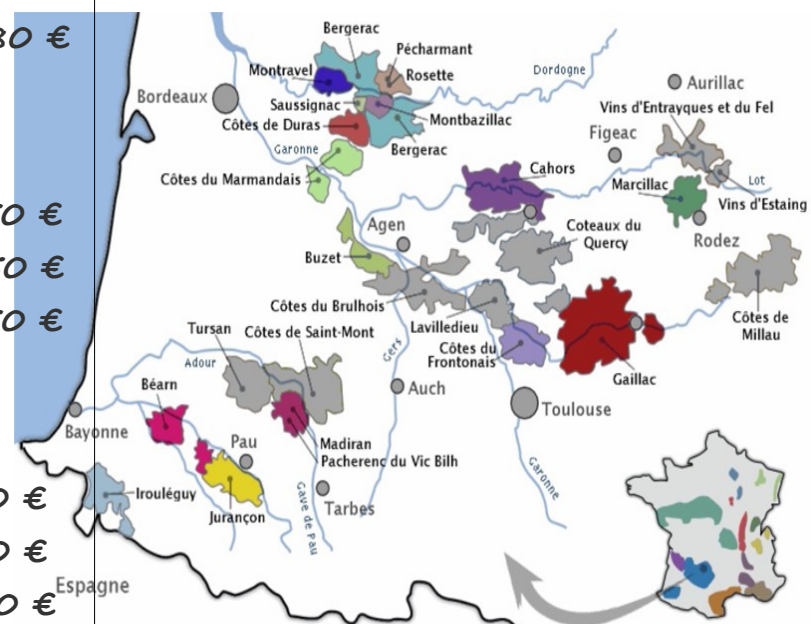 80 €
Bergerac
Pécharmant
Montravel
Rosette
Dordogne
Aurillac
Bordeaux
Saussignac
Montbazillac
Vins d'Entrayques et du Fel
Côtes de Duras
Figeac
Garonne
Bergerac
Cahors
Côtes du Marmandais
Marcillac
Lot
Vins d'Estaing
0 €
Agen
Coteaux du
Quercy
Rodez
Buzet
0 €
Côtes du Brulhois
Lavilledieu
Côtes de
Millau
0 €
Tursan
Côtes de Saint-Mont
Côtes du
Frontonais
Adour
Gers
Gaillac
Béarn
Auch
Toulouse
Bayonne
Pau
Madiran
Pacherenc du Vic Bilh
Garonne
0 €
Irouléguy
Jurançon
Gave de Pau
Tarbes
0 €
Espagne
0 €